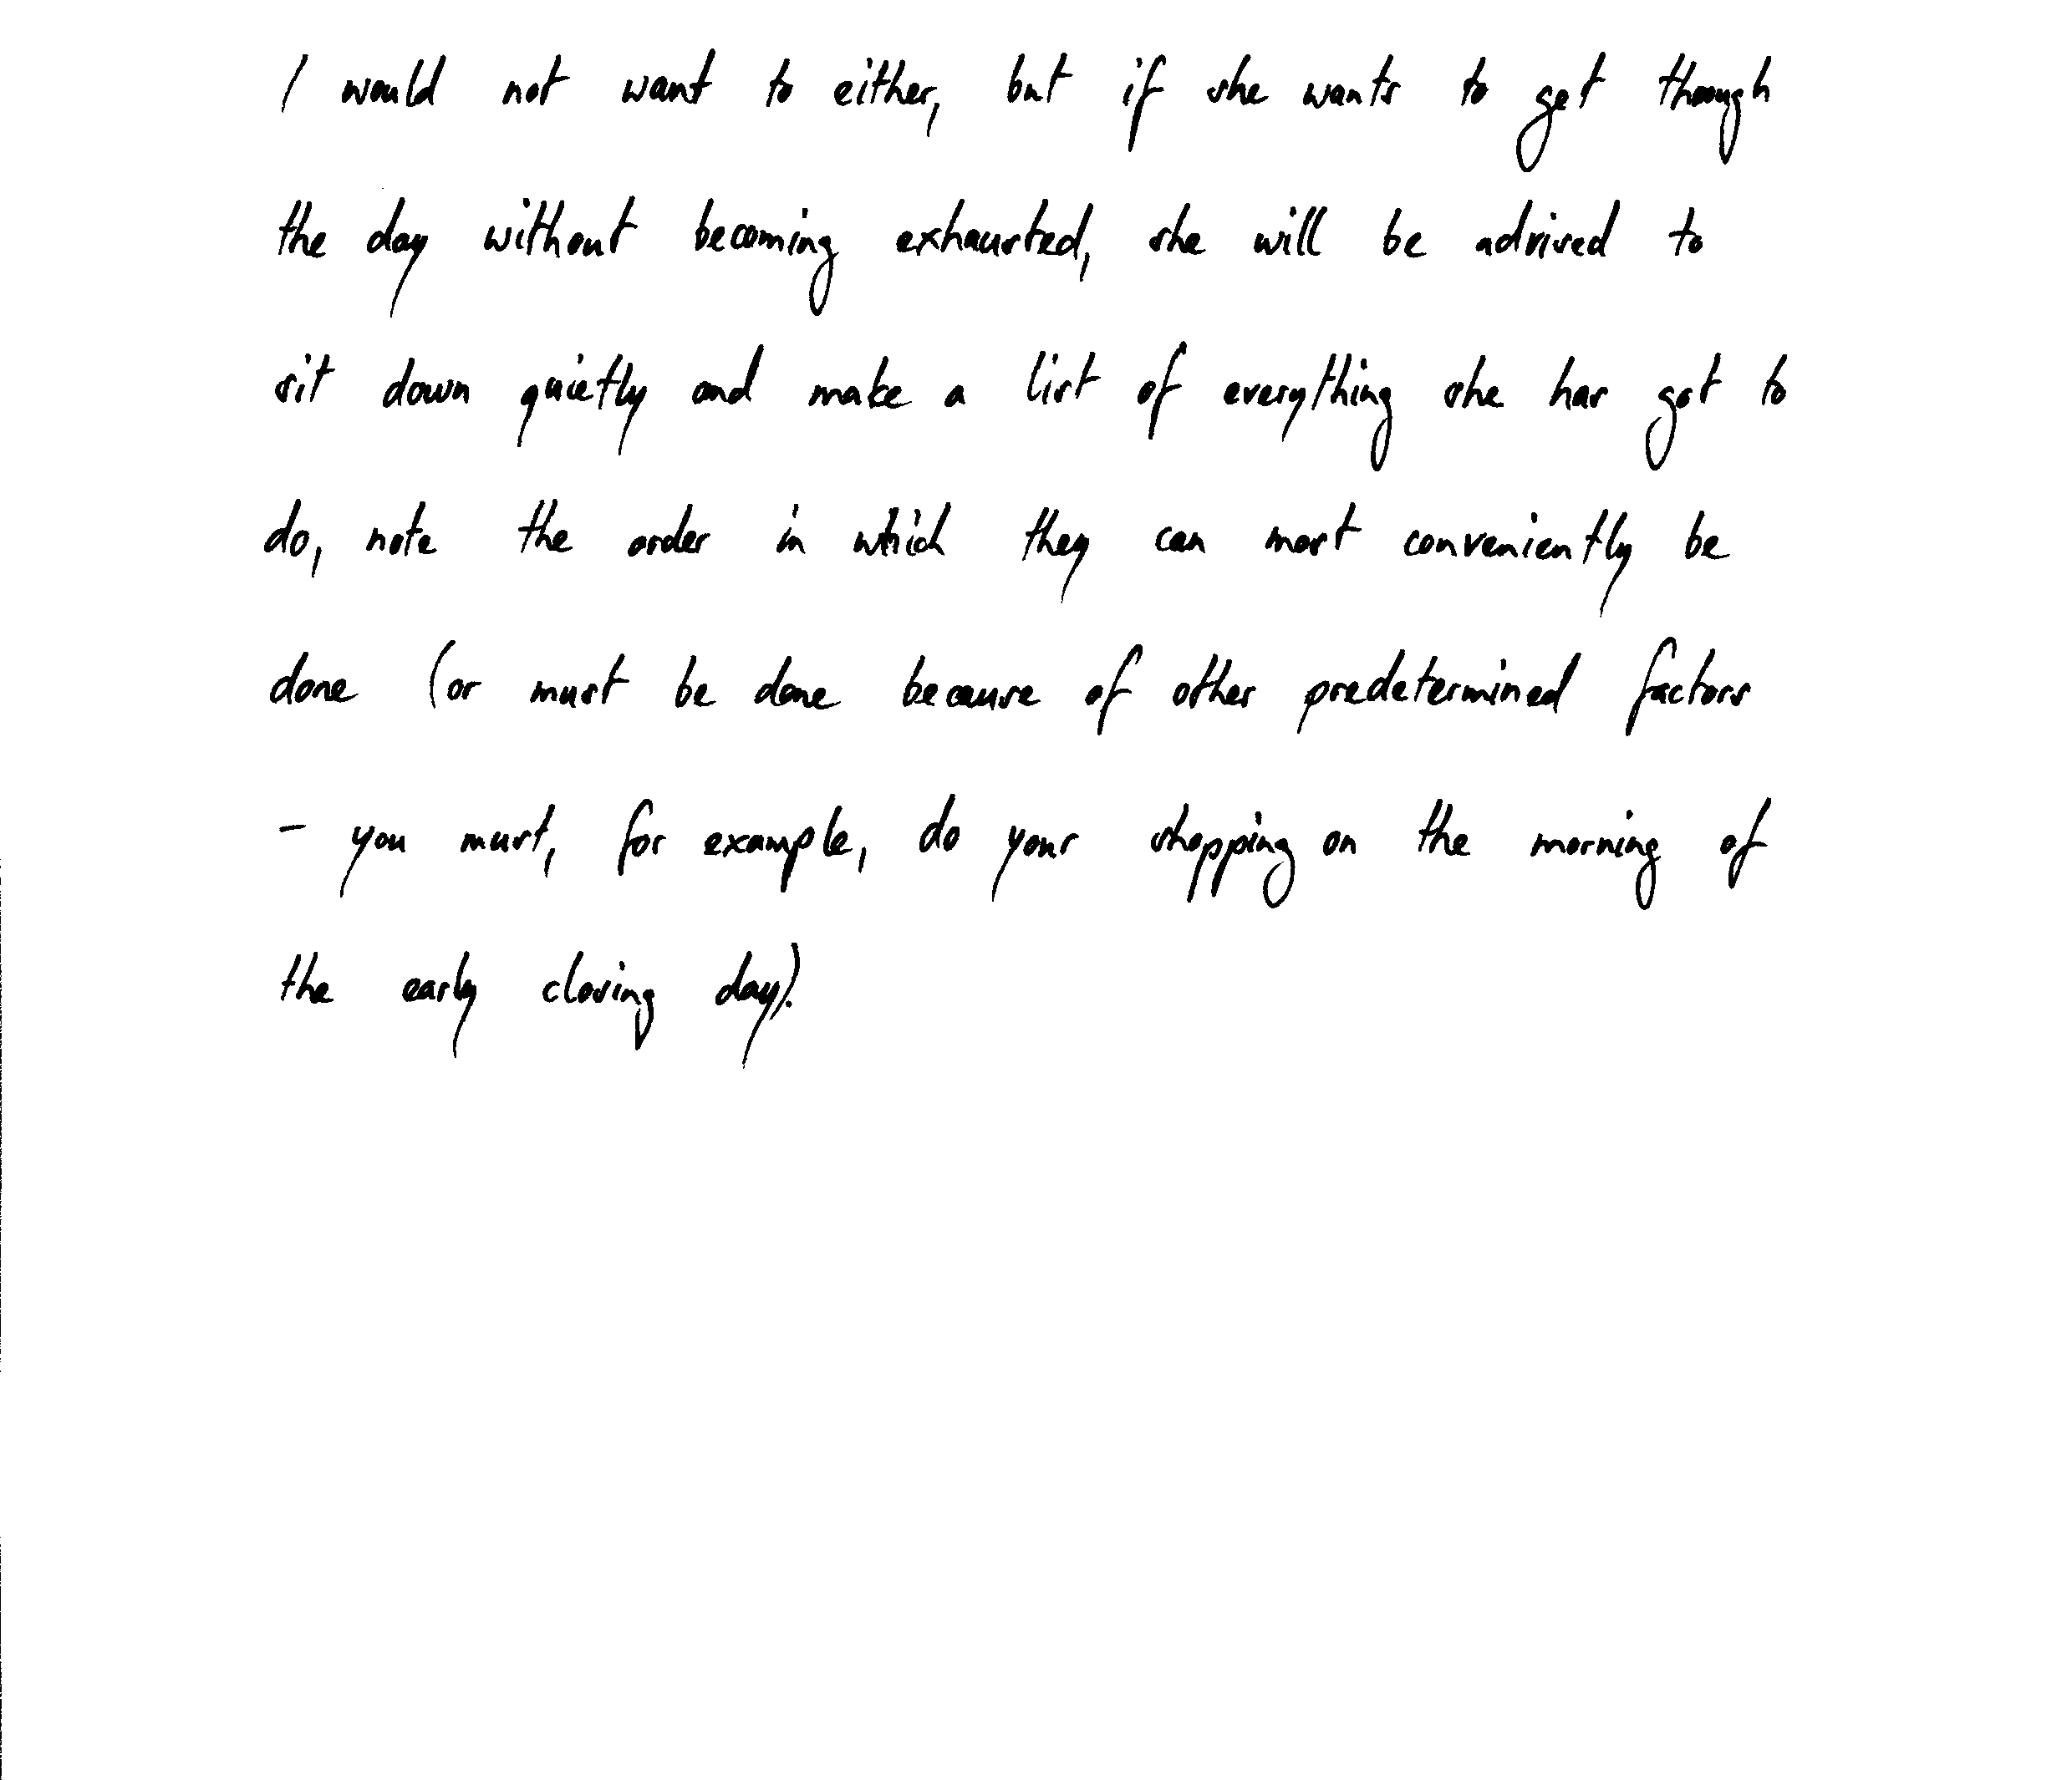 I would not want to either, but if she wants to get though
the day without becoming exhausted, she will be advised to
sit down quietly and make a list of everything she has got to
do, note the order in which they can most conveniently be
done (or must be done because of other predetermined factors
- you must, for example, do your shopping on the morning of
the early closing day).